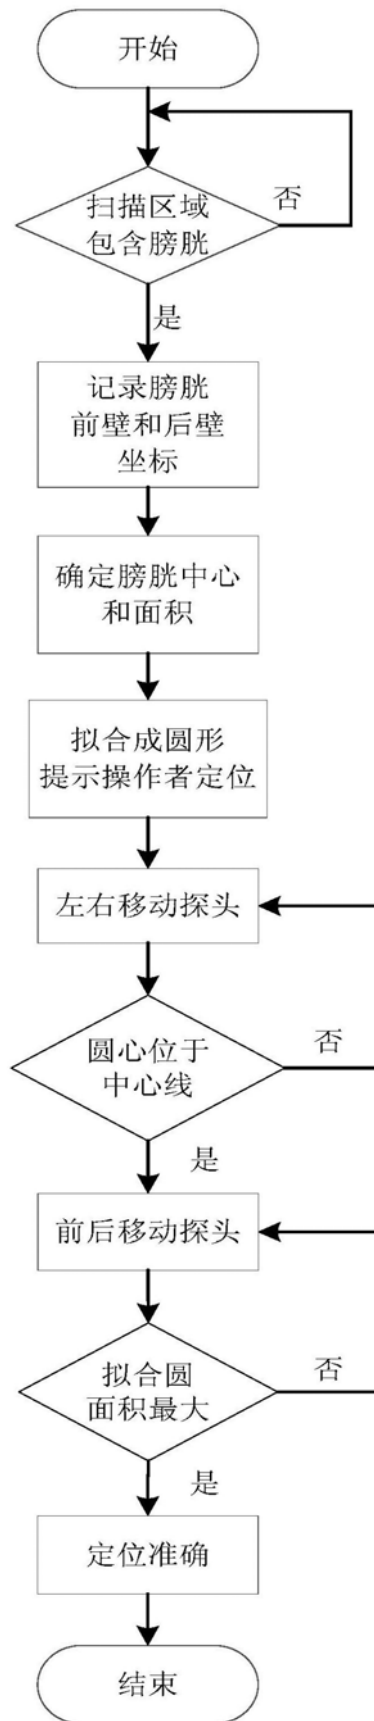 开始
扫描区域
包含膀胱
否
是
记录膀胱
前壁和后壁
坐标
确定膀胱中心
和面积
拟合成圆形
提示操作者定位
左右移动探头
圆心位于
中心线
否
是
前后移动探头
拟合圆
面积最大
否
是
定位准确
结束